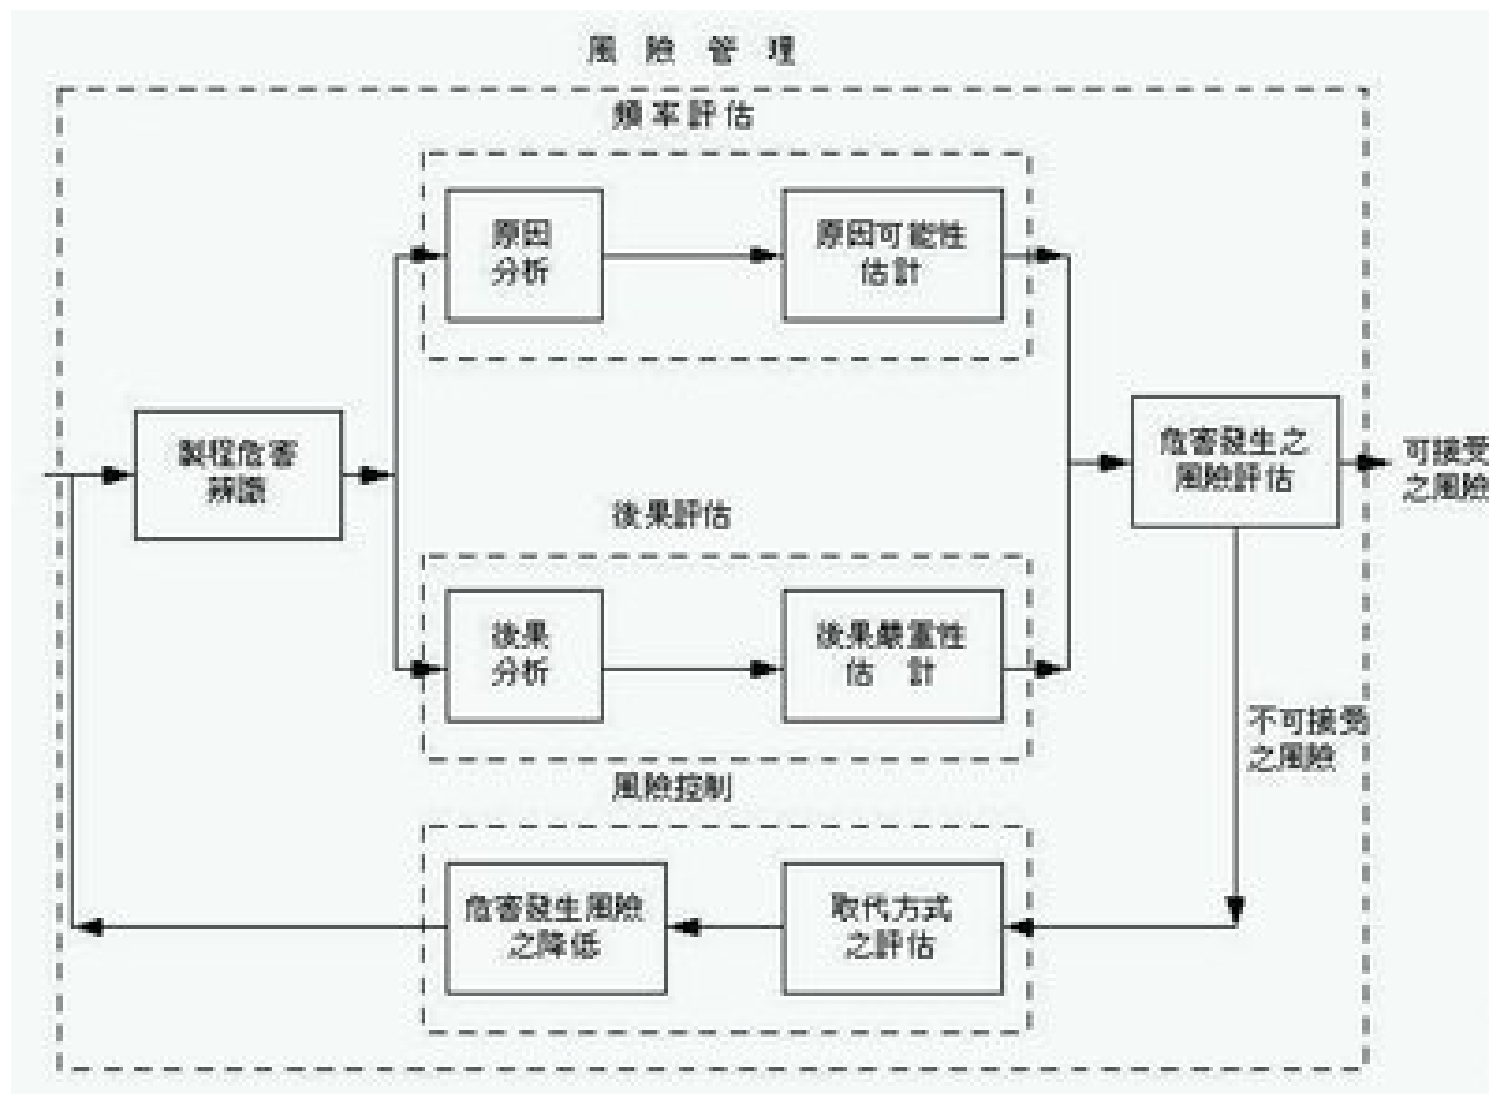 風險管理
頻率評估
原因
分析
原因可能性
估計
製程危害
辨識
後果評估
後果
分析
後果嚴重性
估計
危害發生之
風險評估
可接受
之風險
不可接受
之風險
風險控制
危害發生風險
之降低
取代方式
之評估